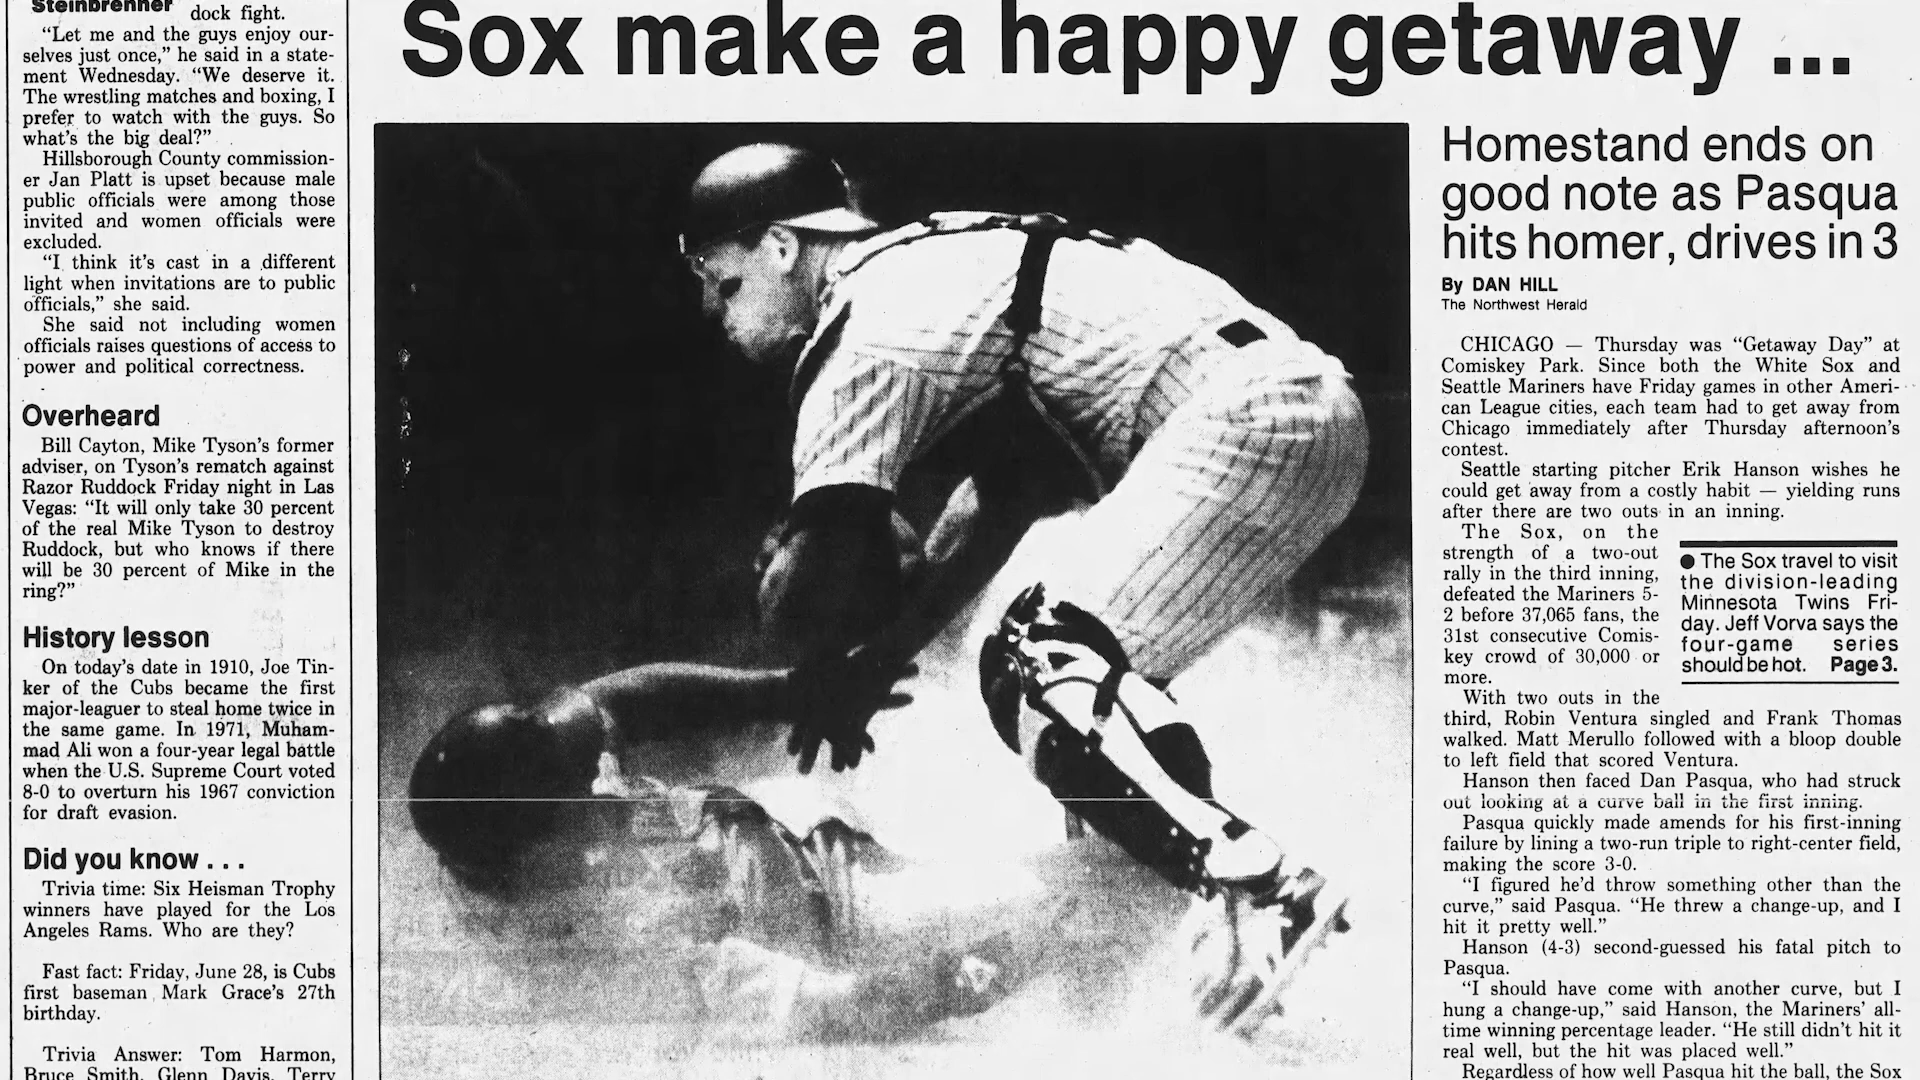 Steinbrenner
dock fight.
“Let me and the guys enjoy our-
selves just once,” he said in a state-
ment Wednesday. “We deserve it.
The wrestling matches and boxing, I
prefer to watch with the guys. So
what’s the big deal?”
Hillsborough County commission-
er Jan Platt is upset because male
public officials were among those
invited and women officials were
excluded.
“I think it’s cast in a different
light when invitations are to public
officials,” she said.
She said not including women
officials raises questions of access to
power and political correctness.
Overheard
Bill Cayton, Mike Tyson’s former
adviser, on Tyson’s rematch against
Razor Ruddock Friday night in Las
Vegas: “It will only take 30 percent
of the real Mike Tyson to destroy
Ruddock, but who knows if there
will be 30 percent of Mike in the
ring?”
History lesson
On today’s date in 1910, Joe Tin-
ker of the Cubs became the first
major-leaguer to steal home twice in
the same game. In 1971, Muham-
mad Ali won a four-year legal battle
when the U.S. Supreme Court voted
8-0 to overturn his 1967 conviction
for draft evasion.
Did you know . . .
Trivia time: Six Heisman Trophy
winners have played for the Los
Angeles Rams. Who are they?
Fast fact: Friday, June 28, is Cubs
first baseman Mark Grace’s 27th
birthday.
Trivia Answer: Tom Harmon,
Bruce Smith, Glenn Davis, Terry
Sox make a happy getaway ...
Homestand ends on
good note as Pasqua
hits homer, drives in 3
By DAN HILL
The Northwest Herald
CHICAGO — Thursday was “Getaway Day” at
Comiskey Park. Since both the White Sox and
Seattle Mariners have Friday games in other Ameri-
can League cities, each team had to get away from
Chicago immediately after Thursday afternoon’s
contest.
Seattle starting pitcher Erik Hanson wishes he
could get away from a costly habit — yielding runs
after there are two outs in an inning.
The Sox, on the
strength of a two-out
rally in the third inning,
defeated the Mariners 5-
2 before 37,065 fans, the
31st consecutive Comis-
key crowd of 30,000 or
more.
● The Sox travel to visit
the division-leading
Minnesota Twins Fri-
day. Jeff Vorva says the
four-game series
should be hot. Page 3.
With two outs in the
third, Robin Ventura singled and Frank Thomas
walked. Matt Merullo followed with a bloop double
to left field that scored Ventura.
Hanson then faced Dan Pasqua, who had struck
out looking at a curve ball in the first inning.
Pasqua quickly made amends for his first-inning
failure by lining a two-run triple to right-center field,
making the score 3-0.
“I figured he’d throw something other than the
curve,” said Pasqua. “He threw a change-up, and I
hit it pretty well.”
Hanson (4-3) second-guessed his fatal pitch to
Pasqua.
“I should have come with another curve, but I
hung a change-up,” said Hanson, the Mariners’ all-
time winning percentage leader. “He still didn’t hit it
real well, but the hit was placed well.”
Regardless of how well Pasqua hit the ball, the Sox